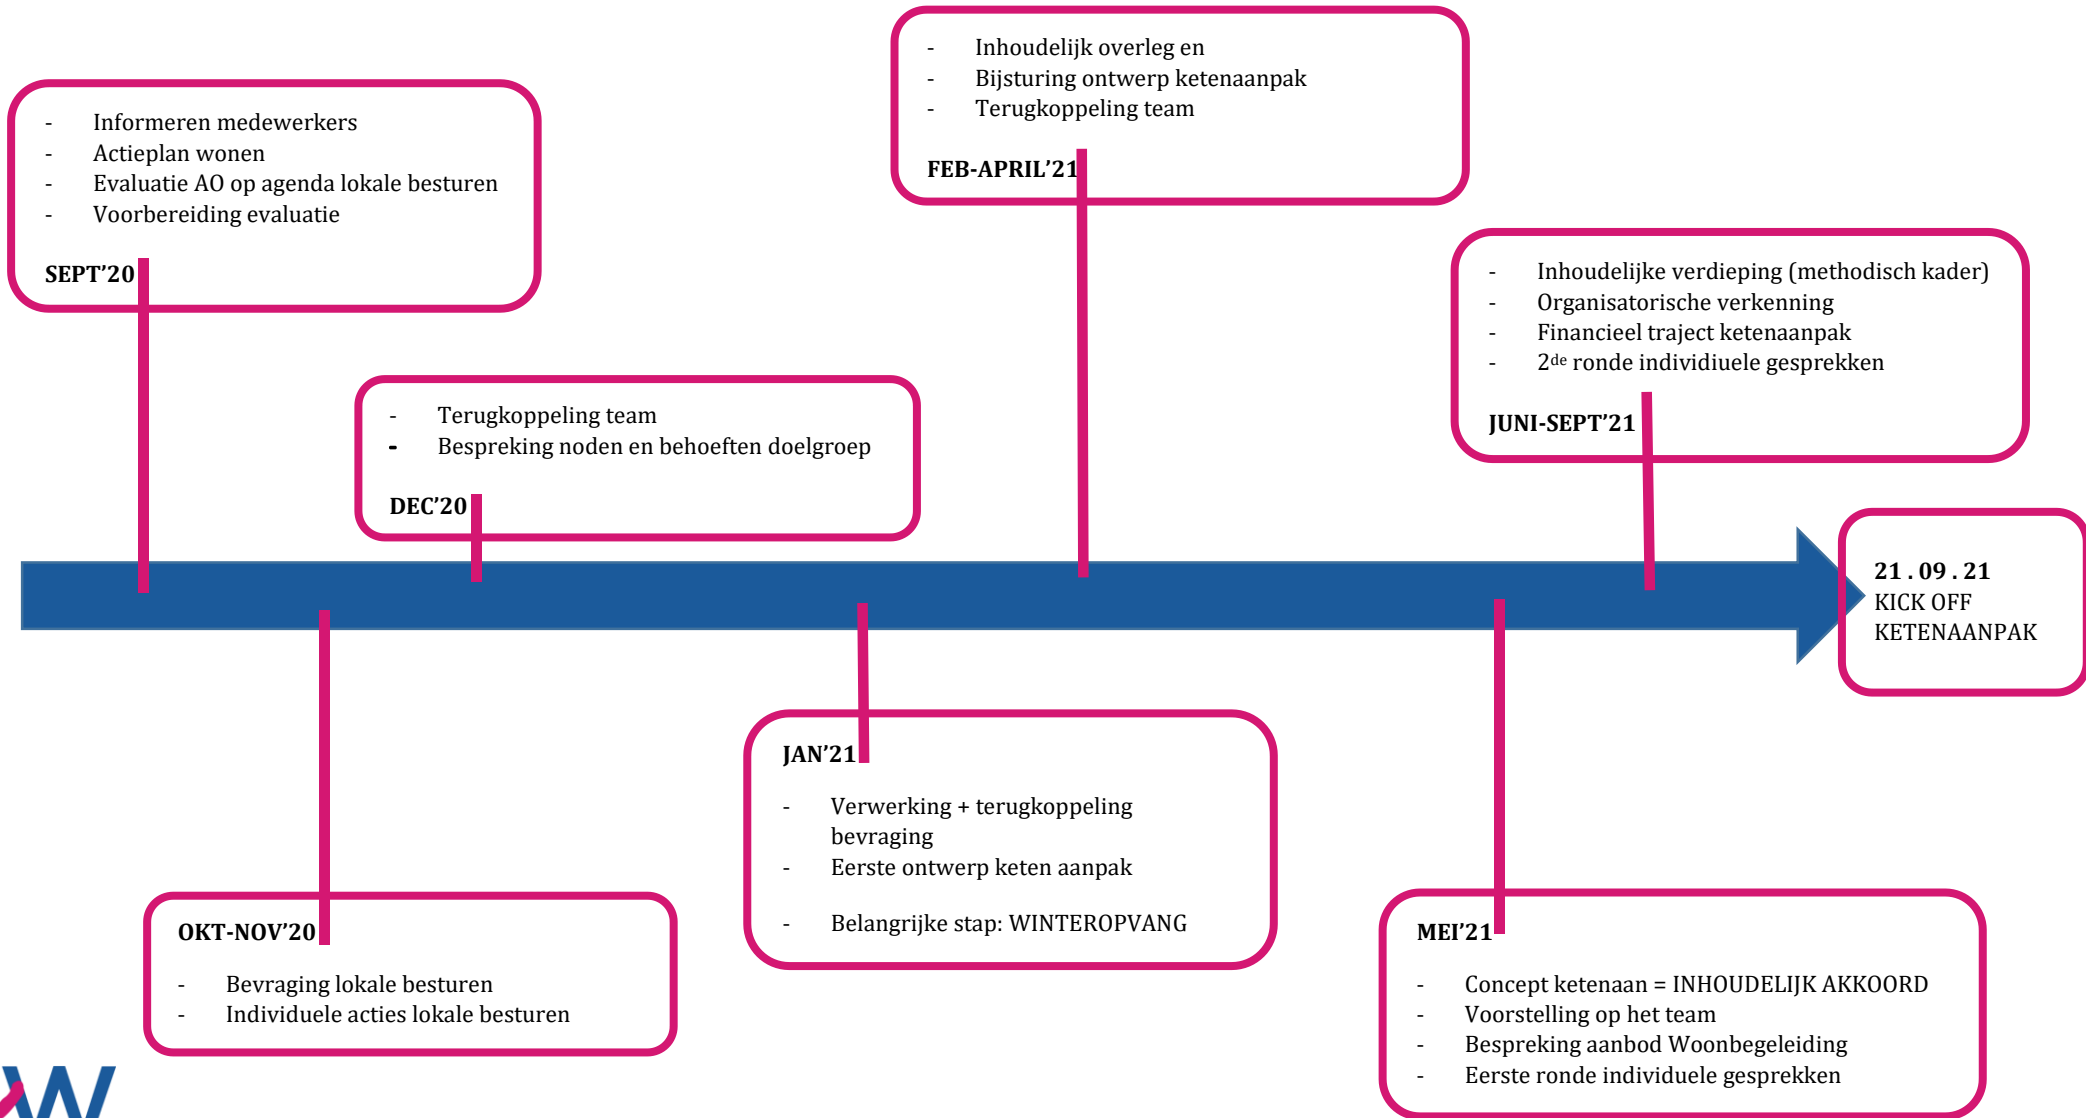 - Informeren medewerkers
- Actieplan wonen
- Evaluatie AO op agenda lokale besturen
- Voorbereiding evaluatie
SEPT’20
- Bevraging lokale besturen
- Individuele acties lokale besturen
OKT-NOV’20
- Terugkoppeling team
- Bespreking noden en behoeften doelgroep
DEC’20
JAN’21
- Verwerking + terugkoppeling
bevraging
- Eerste ontwerp keten aanpak
- Belangrijke stap: WINTEROPVANG
- Inhoudelijk overleg en
- Bijsturing ontwerp ketenaanpak
- Terugkoppeling team
FEB-APRIL’21
MEI’21
- Concept ketenaan = INHOUDELIJK AKKOORD
- Voorstelling op het team
- Bespreking aanbod Woonbegeleiding
- Eerste ronde individuele gesprekken
- Inhoudelijke verdieping (methodisch kader)
- Organisatorische verkenning
- Financieel traject ketenaanpak
- 2de ronde individiuele gesprekken
JUNI-SEPT’21
21 . 09 . 21
KICK OFF
KETENAANPAK